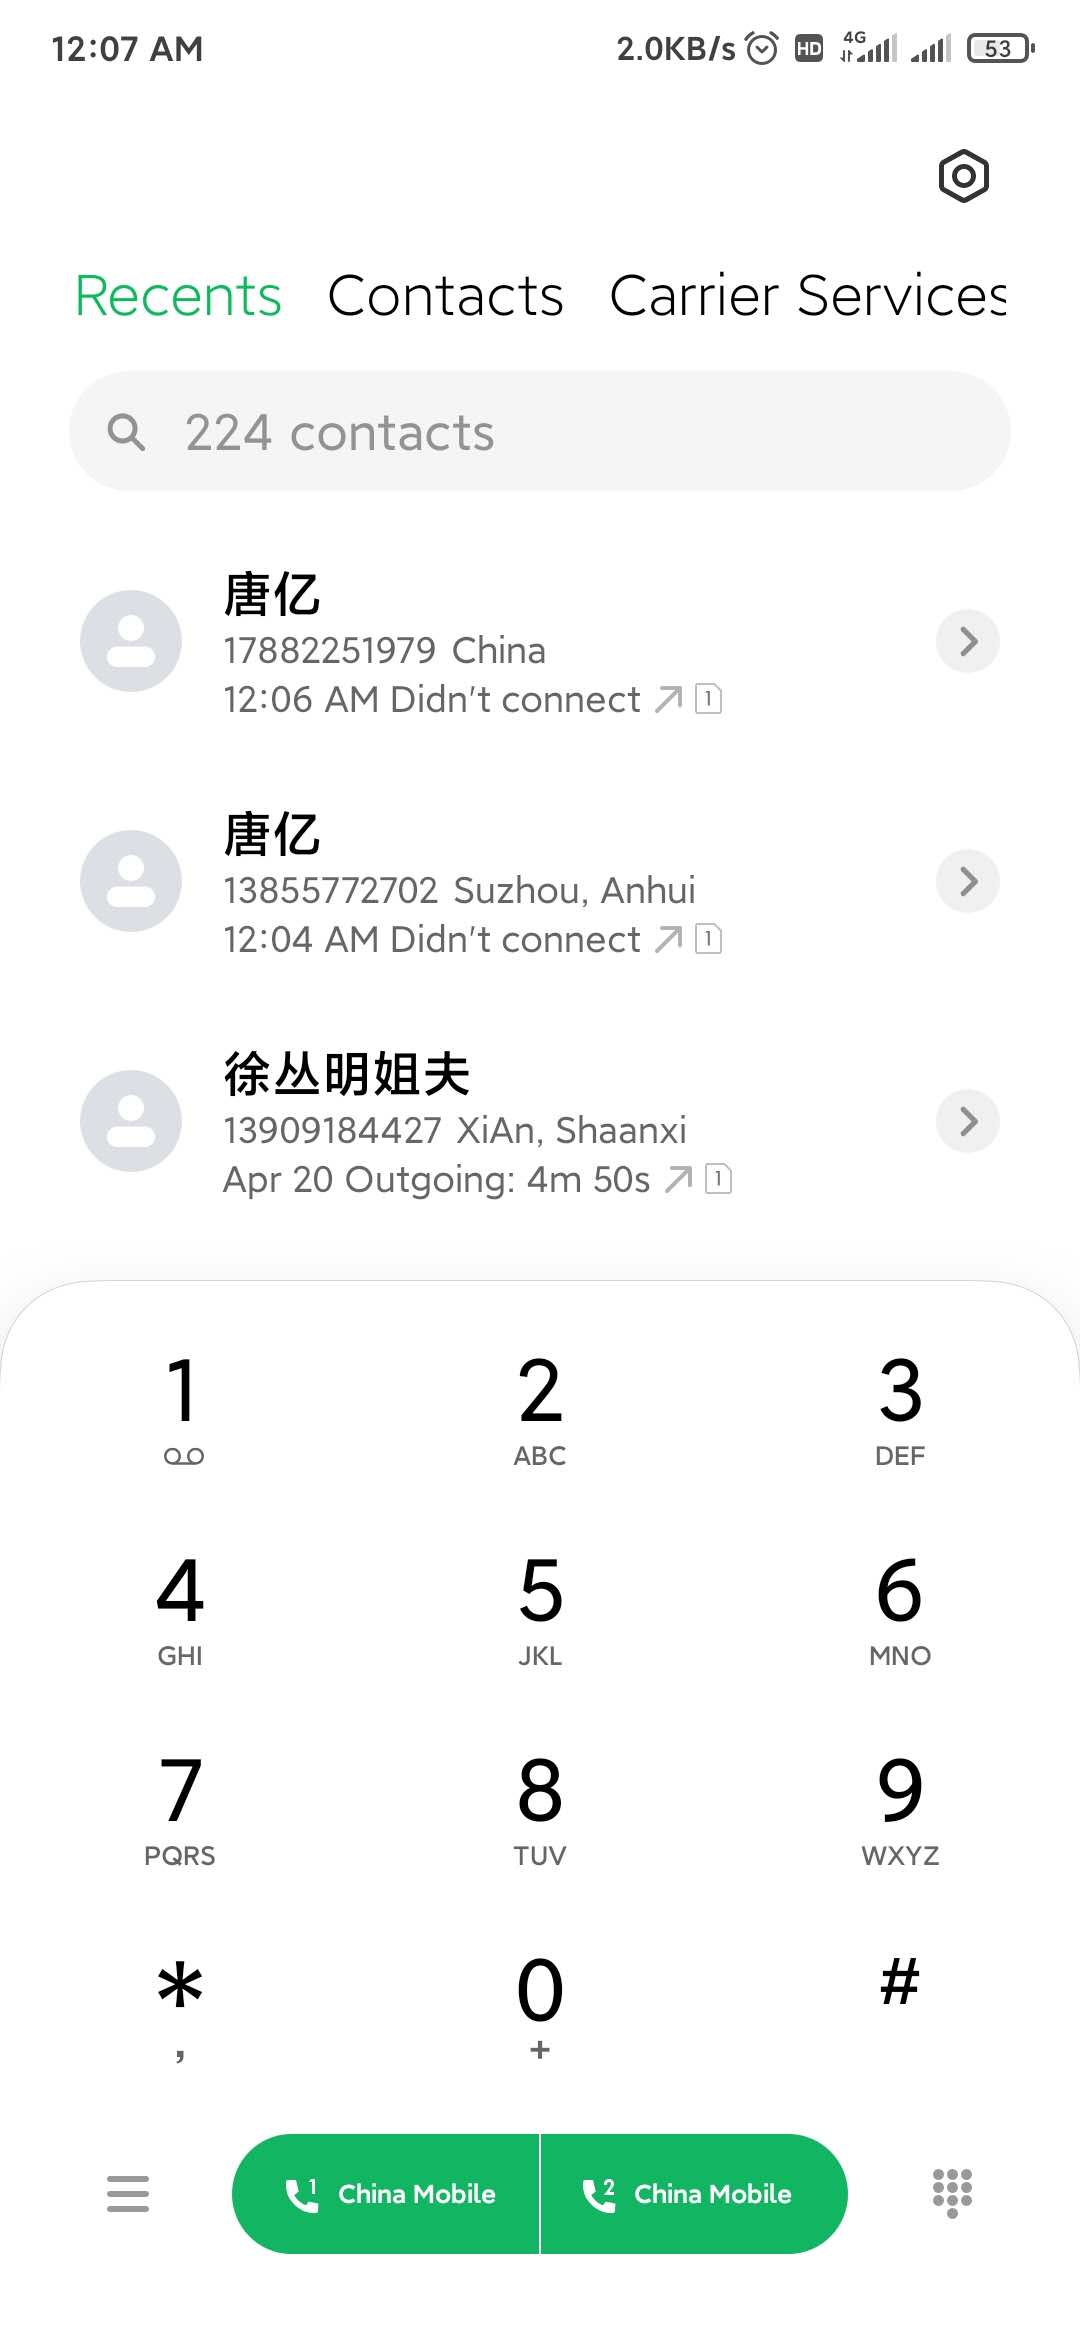 12:07 AM 2.0KB/s HD 4G 53
Recents Contacts Carrier Services
224 contacts
唐亿
17882251979 China
12:06 AM Didn't connect 1
唐亿
13855772702 Suzhou, Anhui
12:04 AM Didn't connect 1
徐丛明姐夫
13909184427 XiAn, Shaanxi
Apr 20 Outgoing: 4m 50s 1
1 2 3
ABC DEF
4 5 6
GHI JKL MNO
7 8 9
PQRS TUV WXYZ
* 0 #
, +
1 China Mobile 2 China Mobile